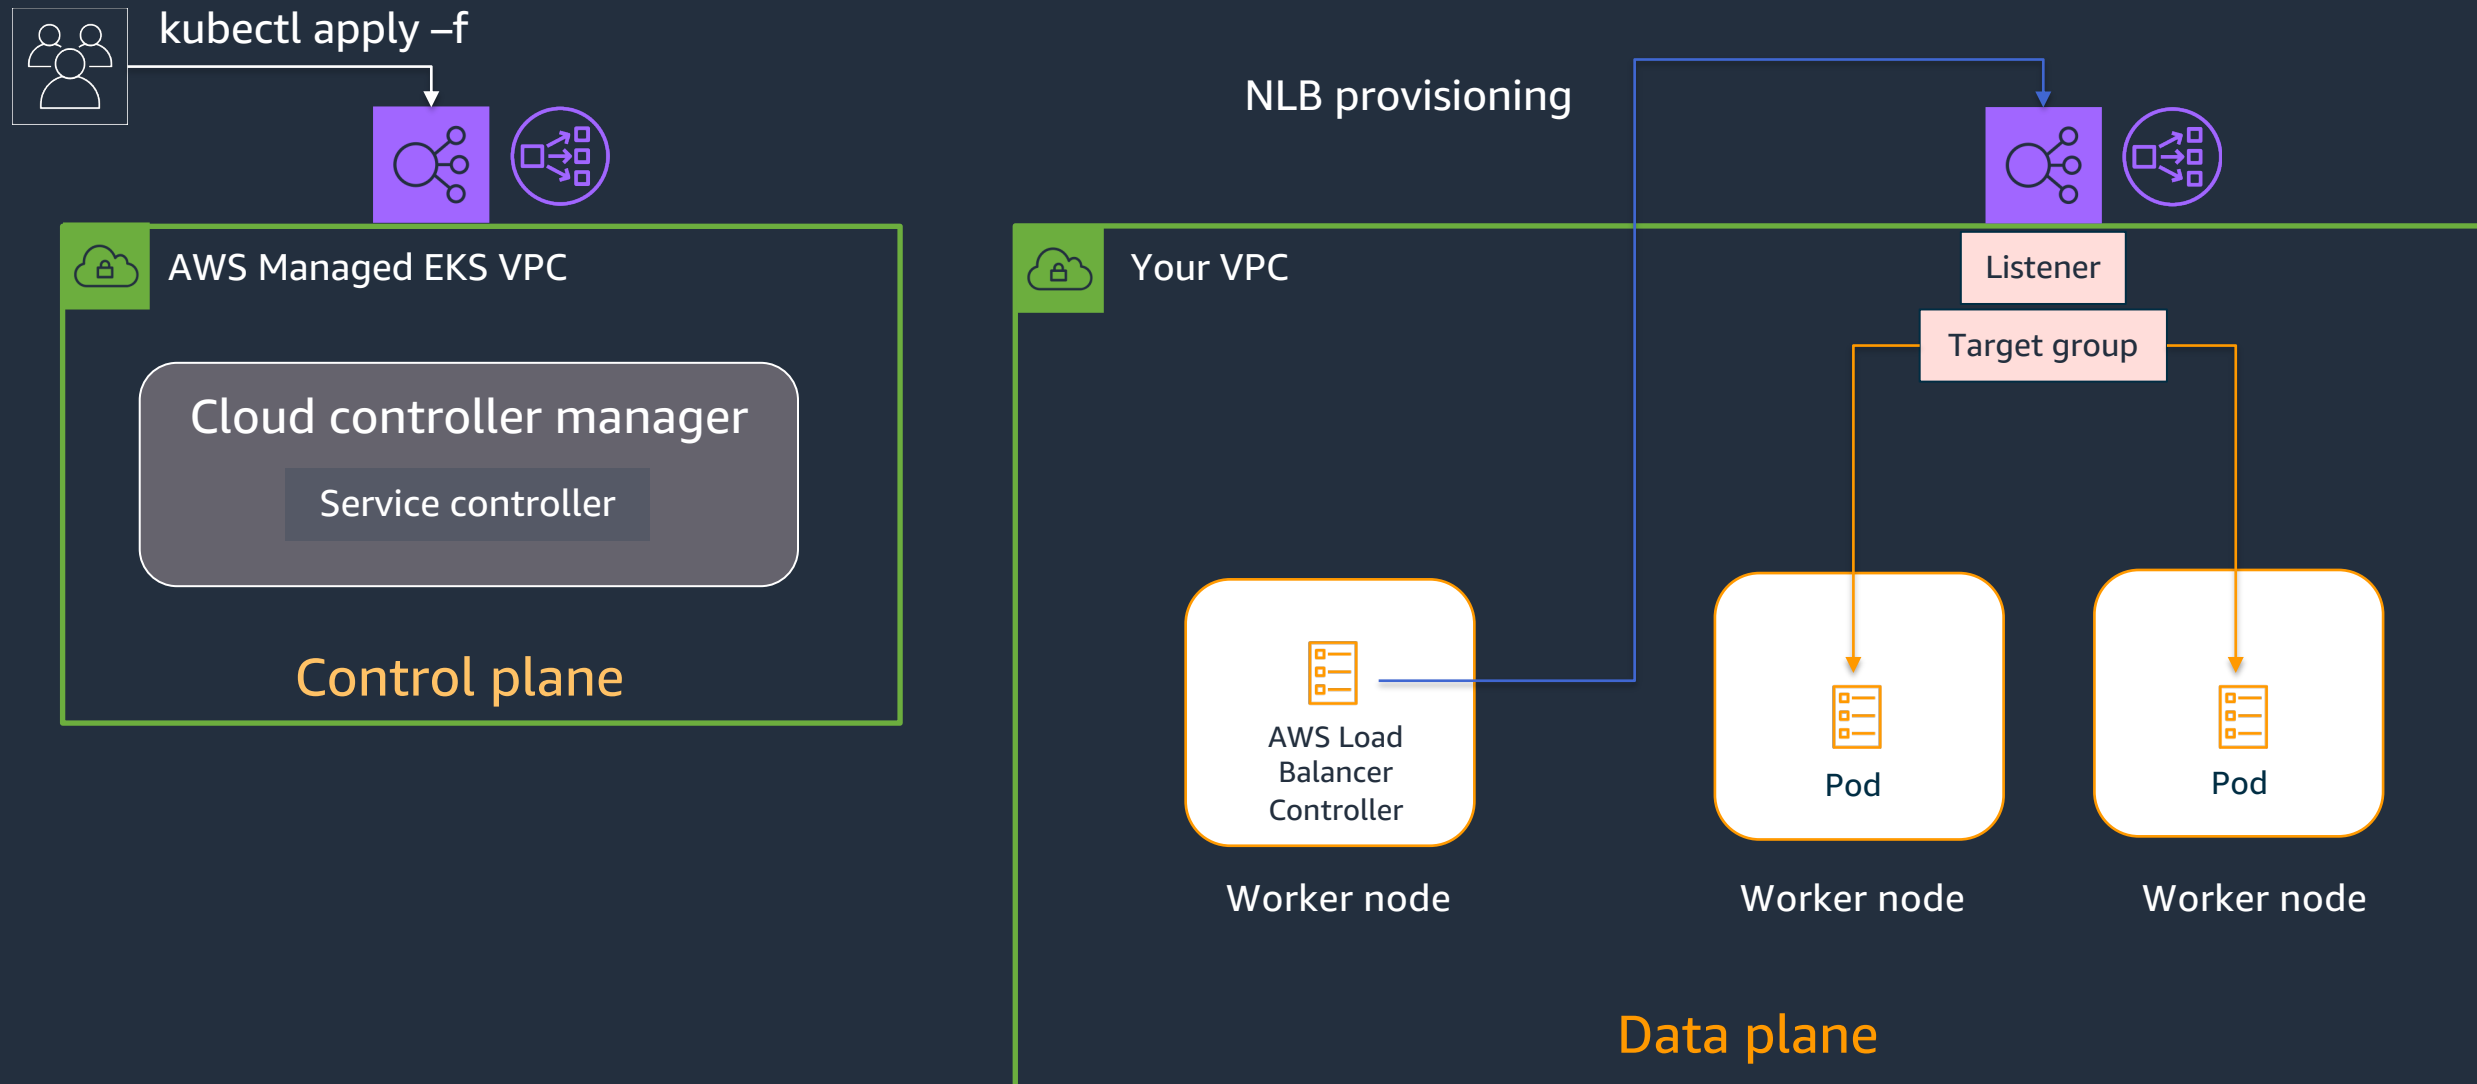 kubectl apply –f
NLB provisioning
AWS Managed EKS VPC
Cloud controller manager
Service controller
Control plane
Your VPC
Listener
Target group
AWS Load
Balancer
Controller
Pod
Pod
Worker node
Worker node
Worker node
Data plane